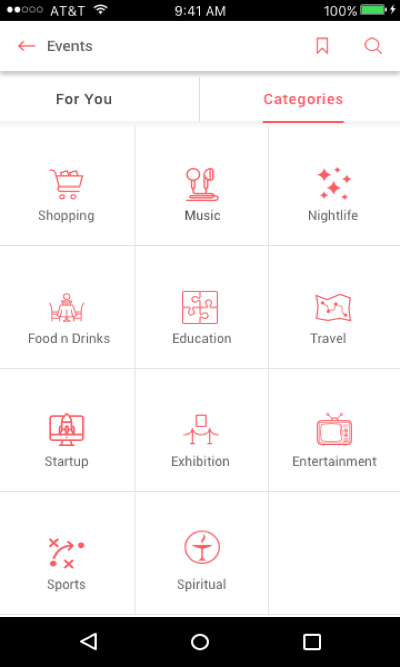 AT&T 9:41 AM 100%
Events
For You Categories
Shopping Music Nightlife
Food n Drinks Education Travel
Startup Exhibition Entertainment
Sports Spiritual